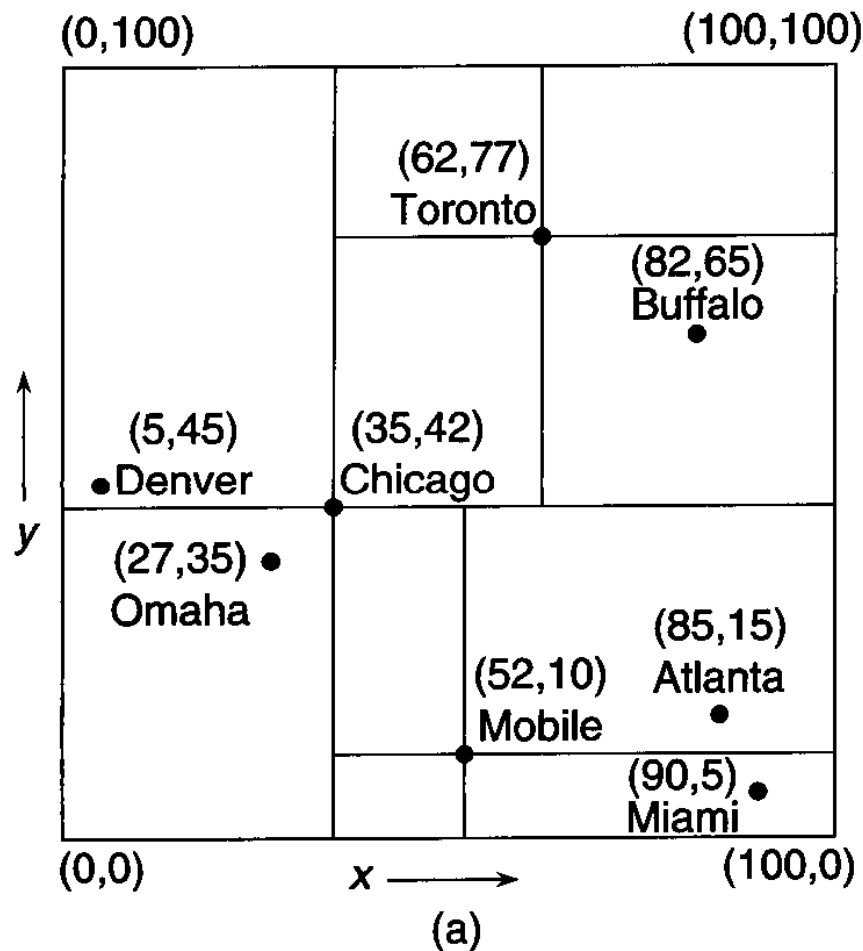 (0,100)
(100,100)
(62,77)
Toronto
(82,65)
Buffalo
(5,45)
Denver
(35,42)
Chicago
y
(27,35)
Omaha
(85,15)
Atlanta
(52,10)
Mobile
(90,5)
Miami
(0,0)
x
(100,0)
(a)